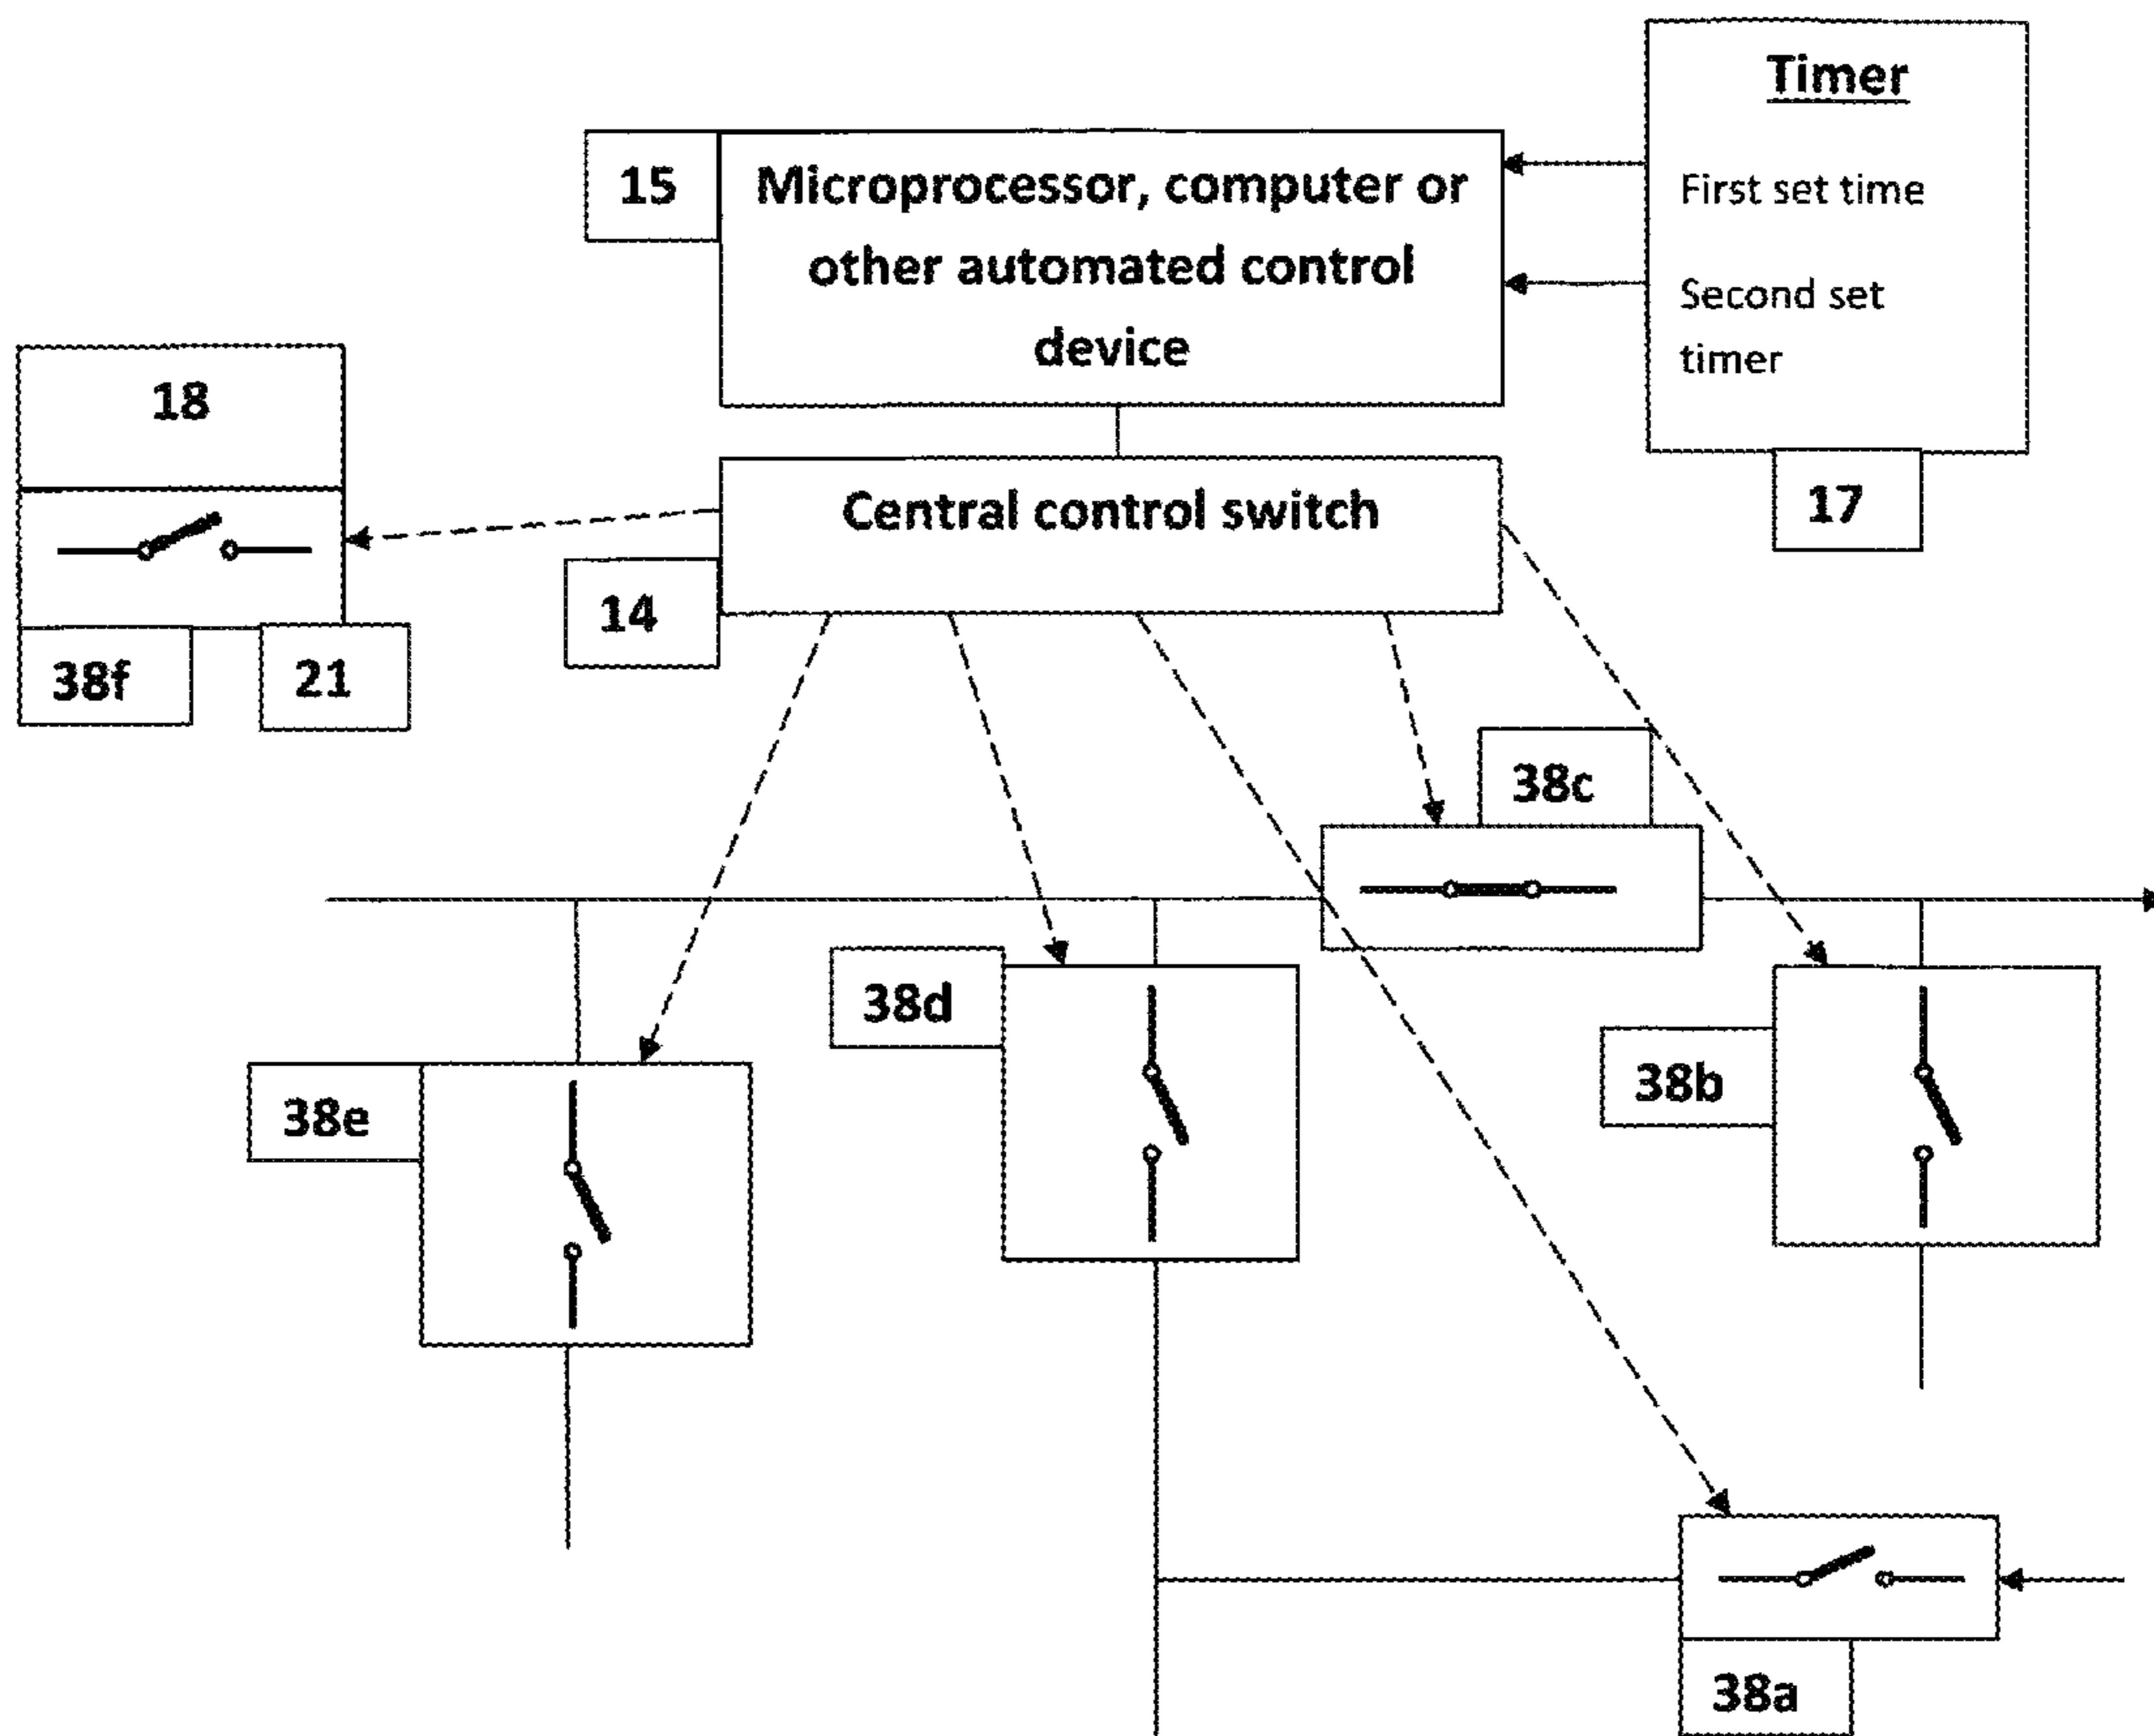 Timer
First set time
Second set
timer
17
15
Microprocessor, computer or
other automated control
device
18
38f
21
Central control switch
14
38c
38d
38b
38e
38a